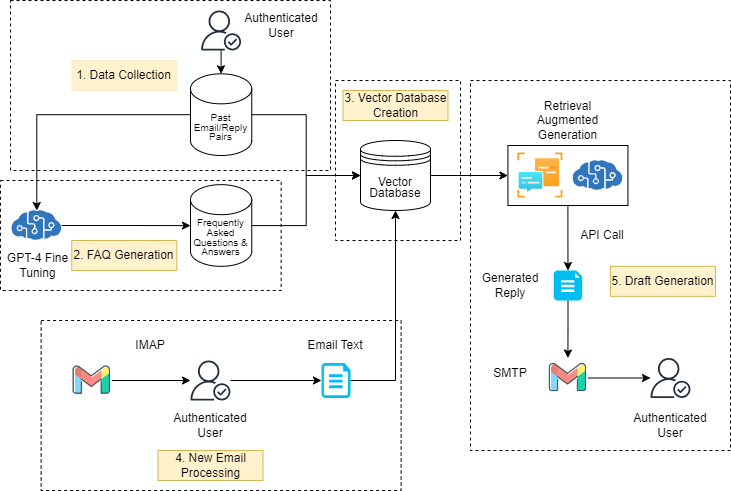 Authenticated
User
1. Data Collection
Past
Email/Reply
Pairs
3. Vector Database
Creation
Retrieval
Augmented
Generation
Vector
Database
Frequently
Asked
Questions &
Answers
GPT-4 Fine
Tuning
2. FAQ Generation
API Call
Generated
Reply
5. Draft Generation
IMAP
Email Text
SMTP
Authenticated
User
Authenticated
User
4. New Email
Processing